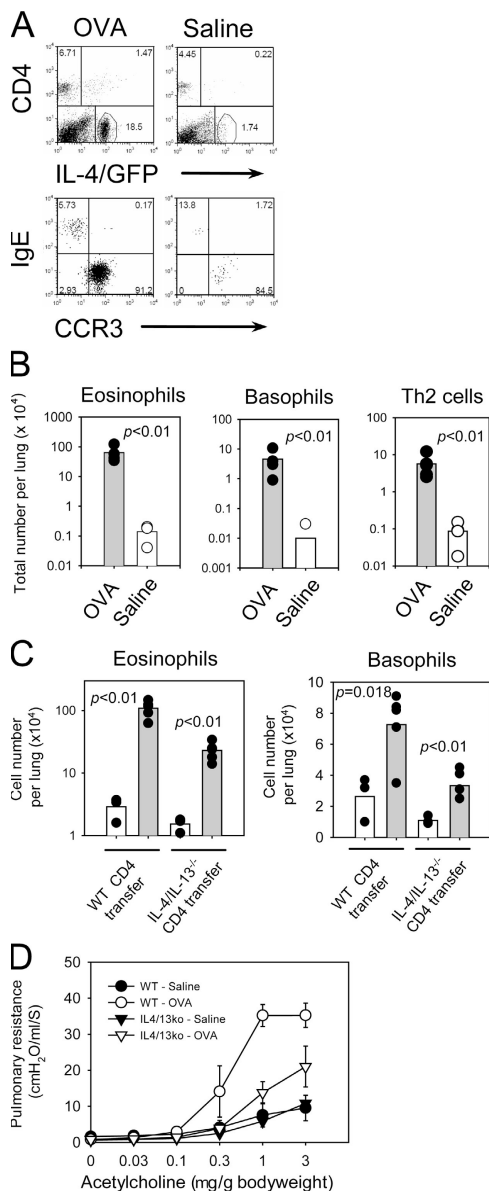 A
OVA Saline
CD4
6.71 1.47
18.5
4.45 0.22
1.74
IL-4/GFP
IgE
5.73 0.17
2.93 91.2
13.8 1.72
0 84.5
CCR3
B
Total number per lung (x 10⁴)
Eosinophils
1000
100
10
1
0.1
0.01
p<0.01
OVA Saline
Basophils
100
10
1
0.1
0.01
0.001
p<0.01
OVA Saline
Th2 cells
100
10
1
0.1
0.01
p<0.01
OVA Saline
C
Eosinophils
Cell number
per lung (x10⁴)
100
10
1
p<0.01
p<0.01
WT CD4
transfer
IL-4/IL-13⁻/⁻
CD4 transfer
Basophils
Cell number
per lung (x10⁴)
10
8
6
4
2
0
p=0.018
p<0.01
WT CD4
transfer
IL-4/IL-13⁻/⁻
CD4 transfer
D
Pulmonary resistance
(cmH₂O/ml/S)
50
40
30
20
10
0
WT - Saline
WT - OVA
IL4/13ko - Saline
IL4/13ko - OVA
0 0.03 0.1 0.3 1 3
Acetylcholine (mg/g bodyweight)